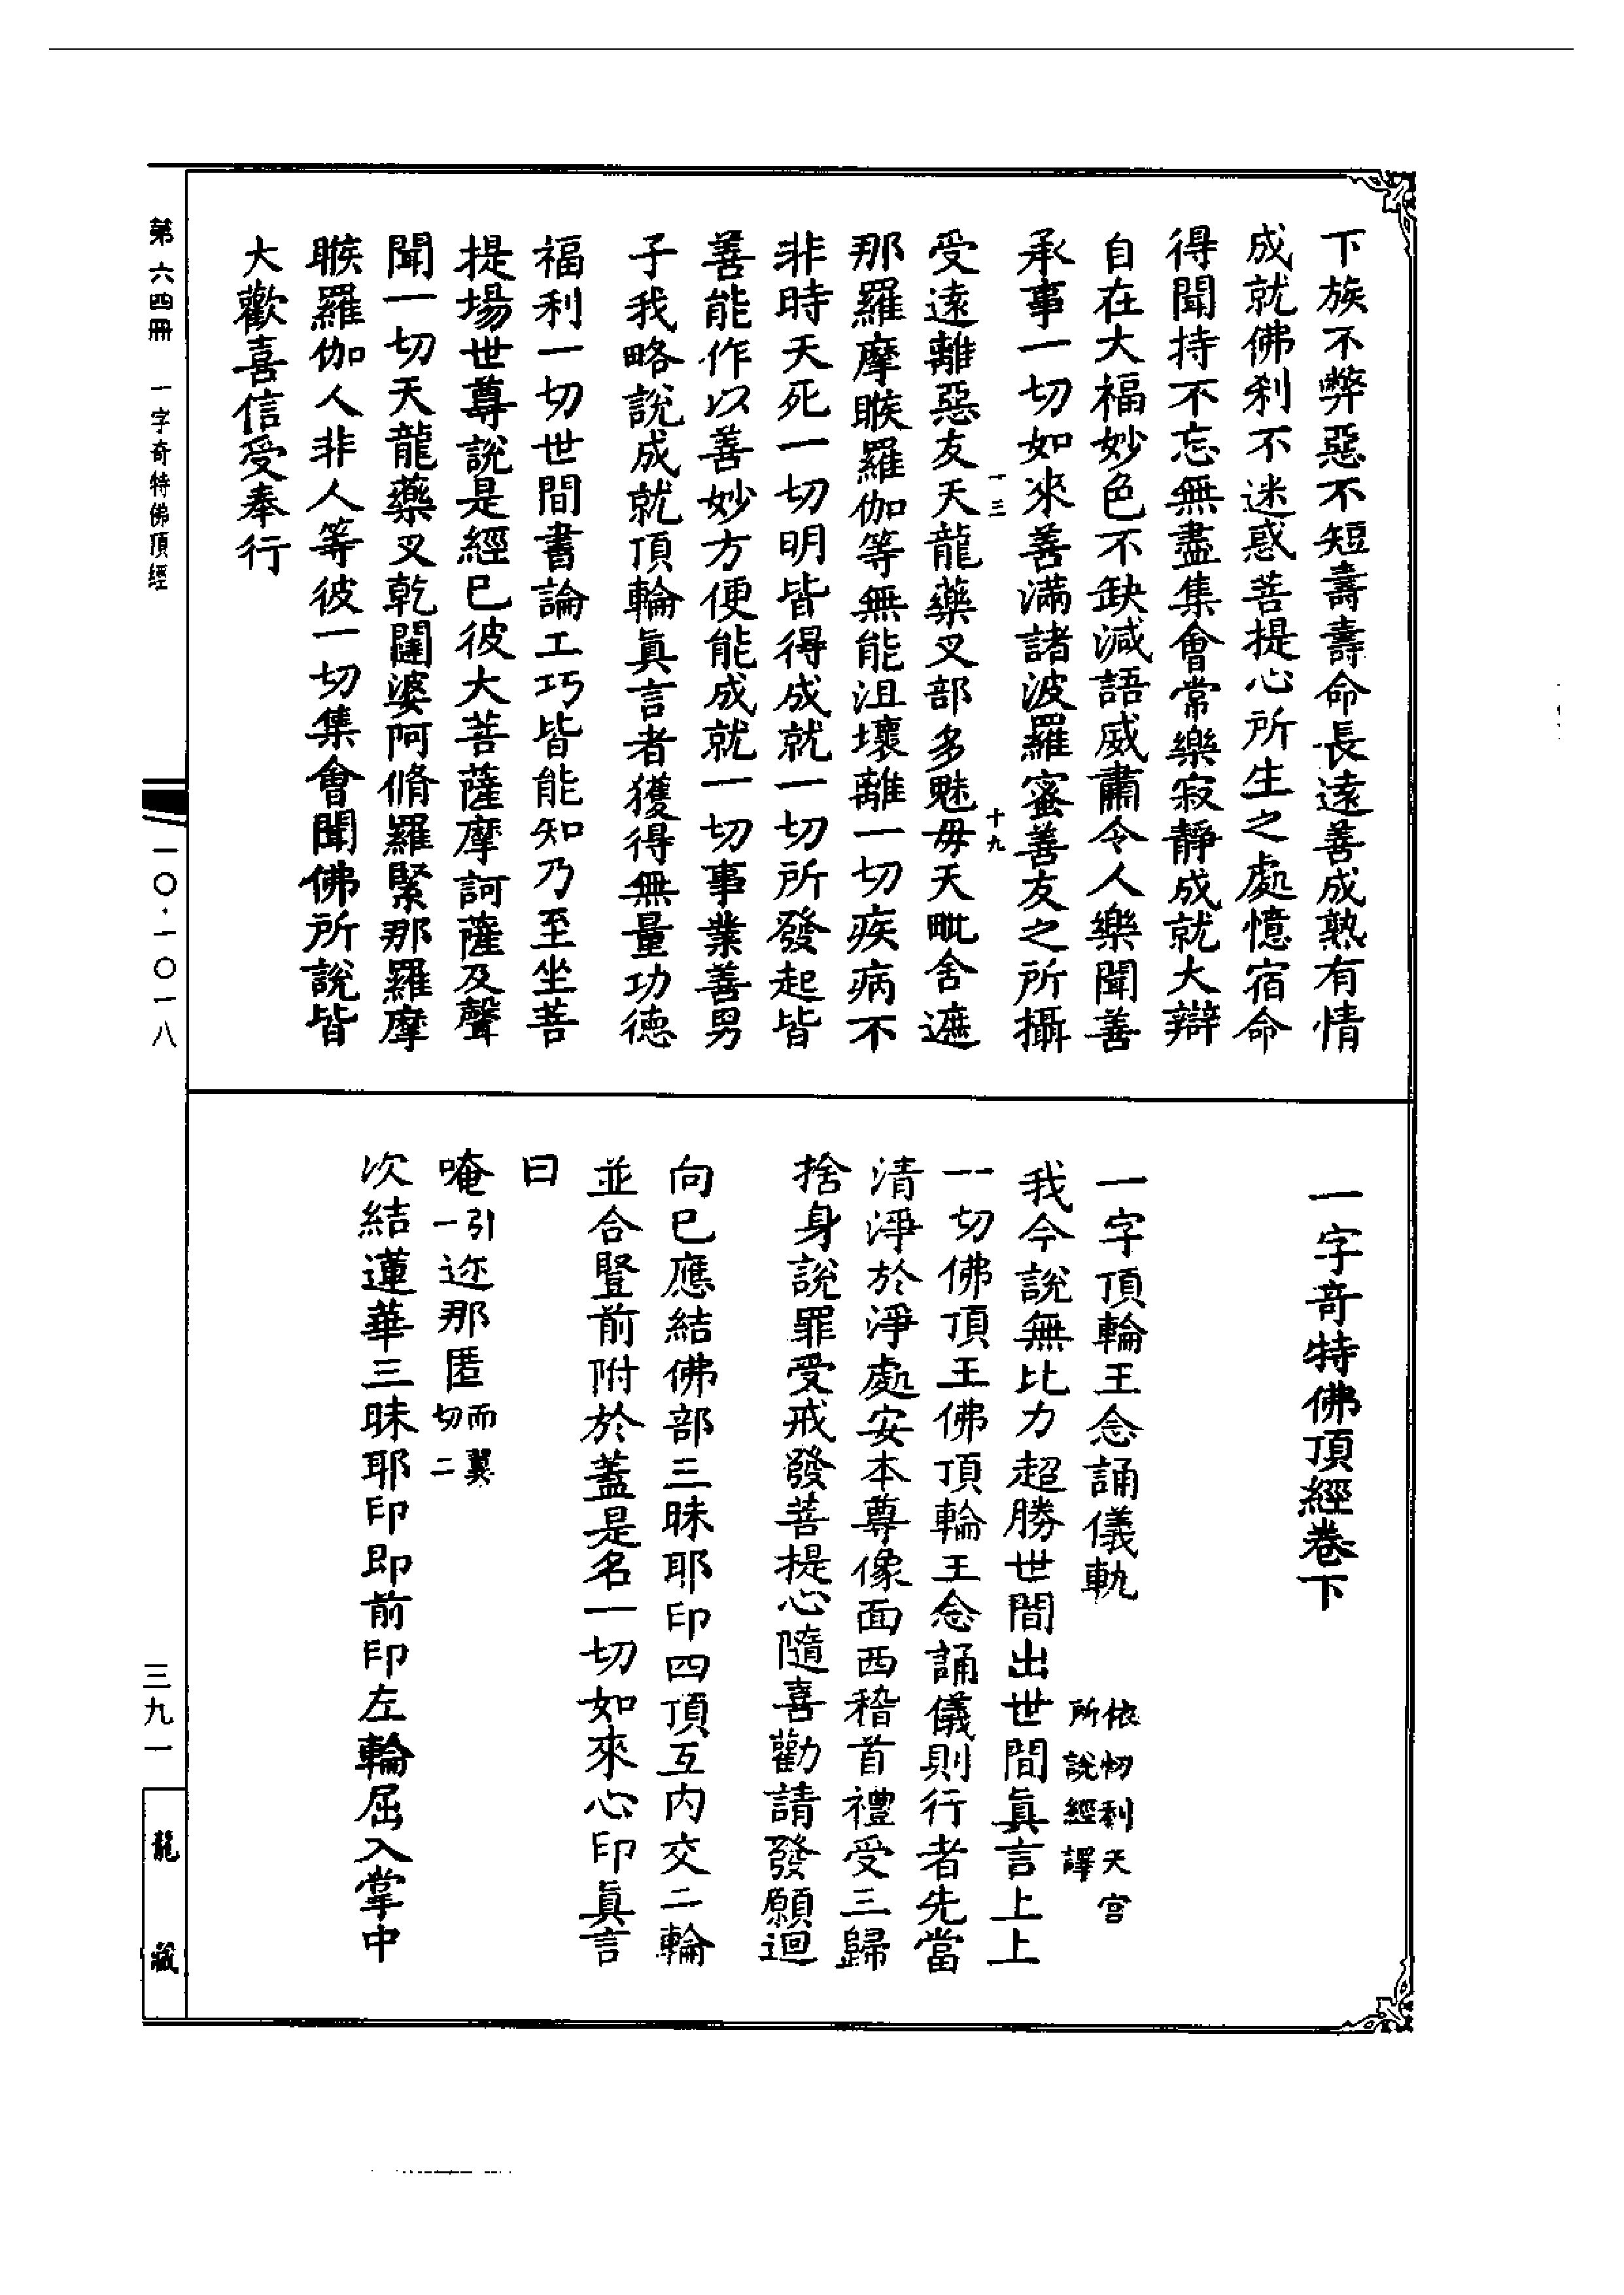 下族不弊惡不短壽壽命長遠善成熟有情
成就佛刹不迷惑菩提心所生之處憶宿命
得聞持不忘無盡集會常樂寂靜成就大辯
自在大福妙色不缺減語威肅令人樂聞善
承事一切如來善滿諸波羅蜜善友之所攝
一三
十九
受遠離惡友天龍藥叉部多魅毋天毗舍遮
那羅摩睺羅伽等無能沮壞離一切疾病不
非時夭死一切明皆得成就一切所發起皆
善能作以善妙方便能成就一切事業善男
子我略說成就頂輪眞言者獲得無量功德
福利一切世間書論工巧皆能知乃至坐菩
提場世尊說是經已彼大菩薩摩訶薩及聲
聞一切天龍藥叉乾闥婆阿脩羅緊那羅摩
睺羅伽人非人等彼一切集會聞佛所說皆
大歡喜信受奉行
一字奇特佛頂經卷下
一字頂輪王念誦儀軌
依忉利天宮
所說經譯
我今說無比力超勝世間出世間眞言上上
一切佛頂王佛頂輪王念誦儀則行者先當
清淨於淨處安本尊像面西稽首禮受三歸
捨身說罪受戒發菩提心隨喜勸請發願迴
向已應結佛部三昧耶印四頂互内交二輪
並合豎前附於蓋是名一切如來心印眞言
曰
唵引一迩那匿而翼切二
次結蓮華三昧耶印即前印左輪屈入掌中
第六四冊 一字奇特佛頂經
一〇·一〇一八
三九一
龍藏